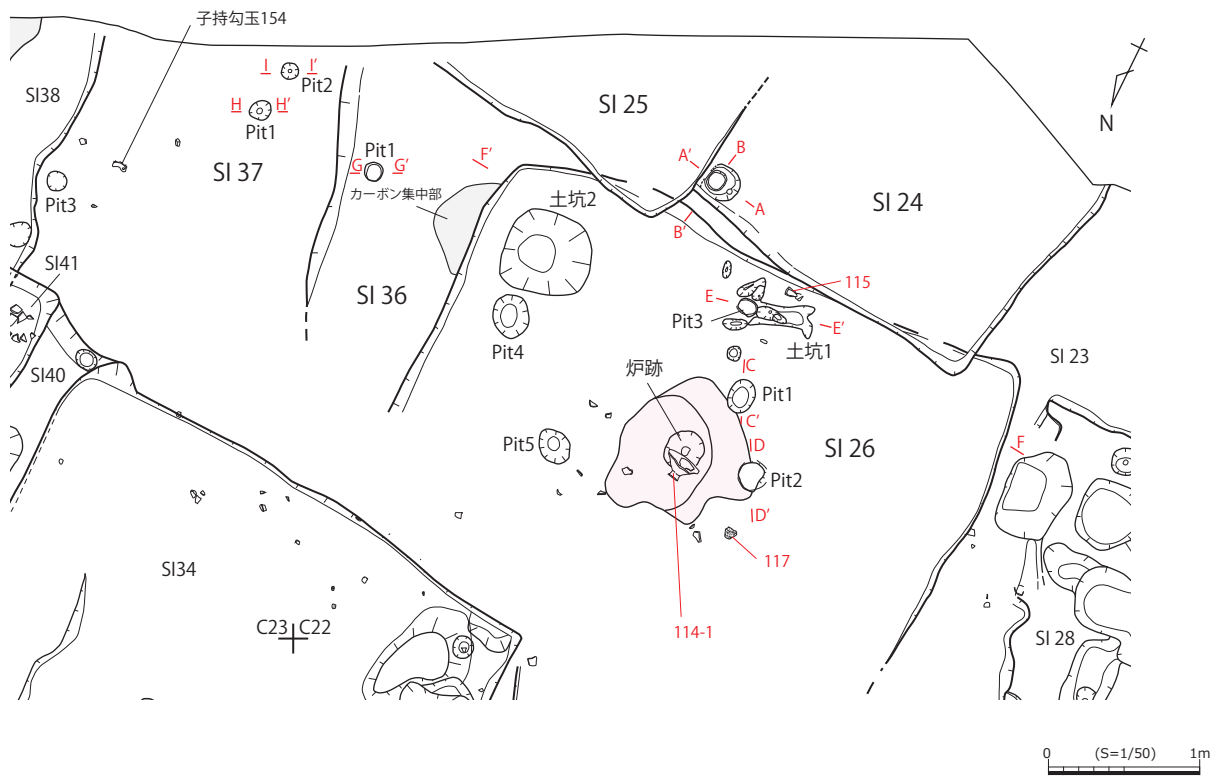 子持勾玉154
I I'
Pit2
H H'
Pit1
SI38
SI 25
SI 37
Pit1
G G'
F'
A'
B
カーボン集中部
Pit3
土坑2
A
SI 24
B'
SI41
SI 36
115
E
Pit3
E'
Pit4
土坑1
SI 23
SI40
炉跡
C
Pit1
C'
Pit5
D
SI 26
F
Pit2
D'
117
SI34
114-1
C23 C22
SI 28
N
0 (S=1/50) 1m